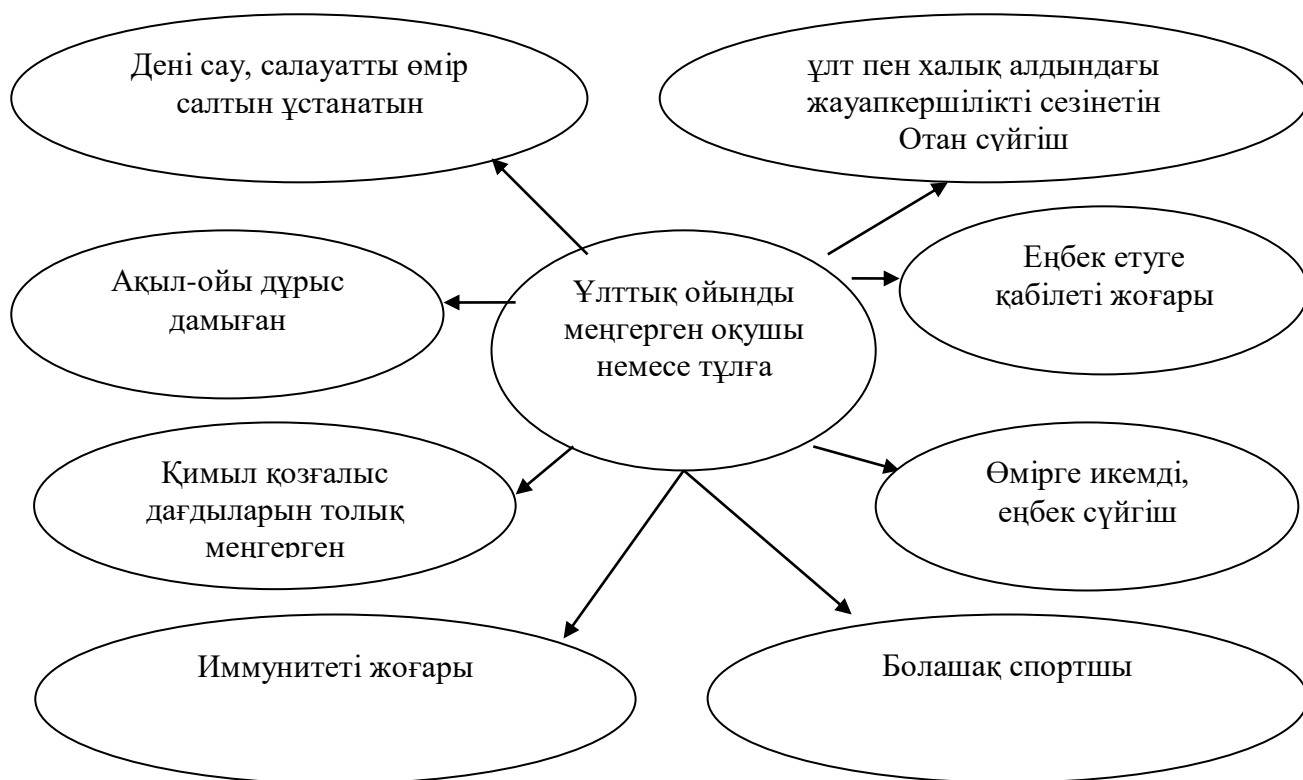 Дені сау, салауатты өмір
салтын ұстанатын
ұлт пен халық алдындағы
жауапкершілікті сезінетін
Отан сүйгіш
Ақыл-ойы дұрыс
дамыған
Ұлттық ойынды
меңгерген оқушы
немесе тұлға
Еңбек етуге
қабілеті жоғары
Қимыл қозғалыс
дағдыларын толық
меңгерген
Өмірге икемді,
еңбек сүйгіш
Иммунитеті жоғары
Болашақ спортшы